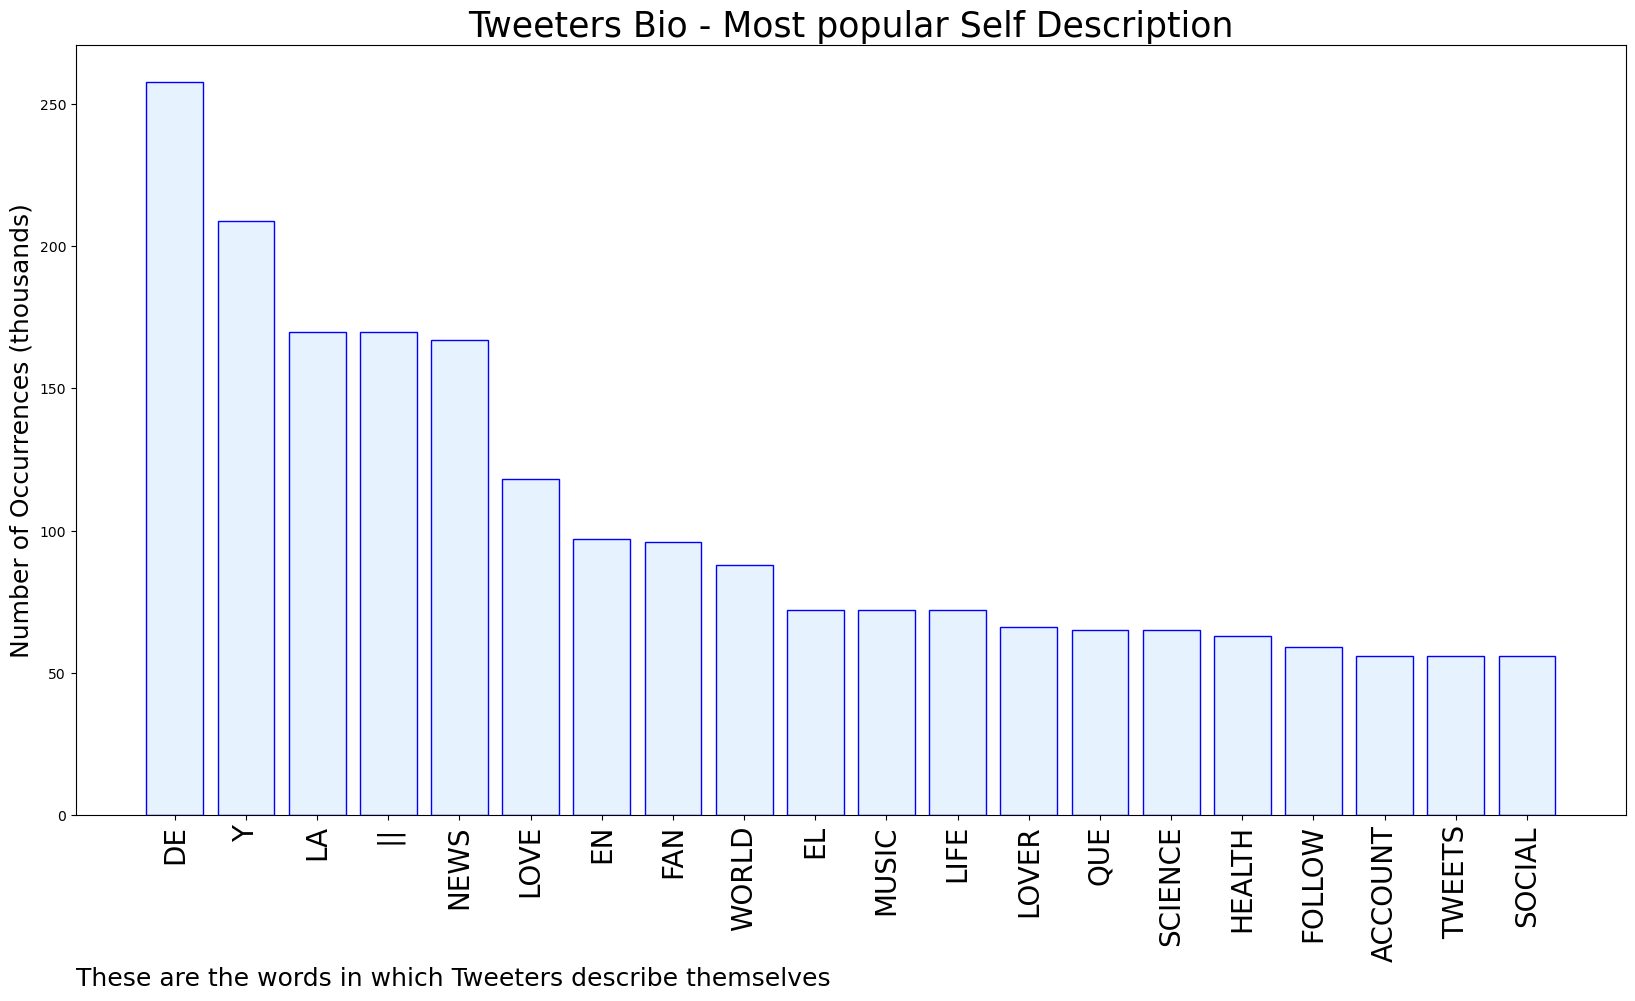 Tweeters Bio - Most popular Self Description
Number of Occurrences (thousands)
250
200
150
100
50
0
DE
Y
LA
||
NEWS
LOVE
EN
FAN
WORLD
EL
MUSIC
LIFE
LOVER
QUE
SCIENCE
HEALTH
FOLLOW
ACCOUNT
TWEETS
SOCIAL
These are the words in which Tweeters describe themselves